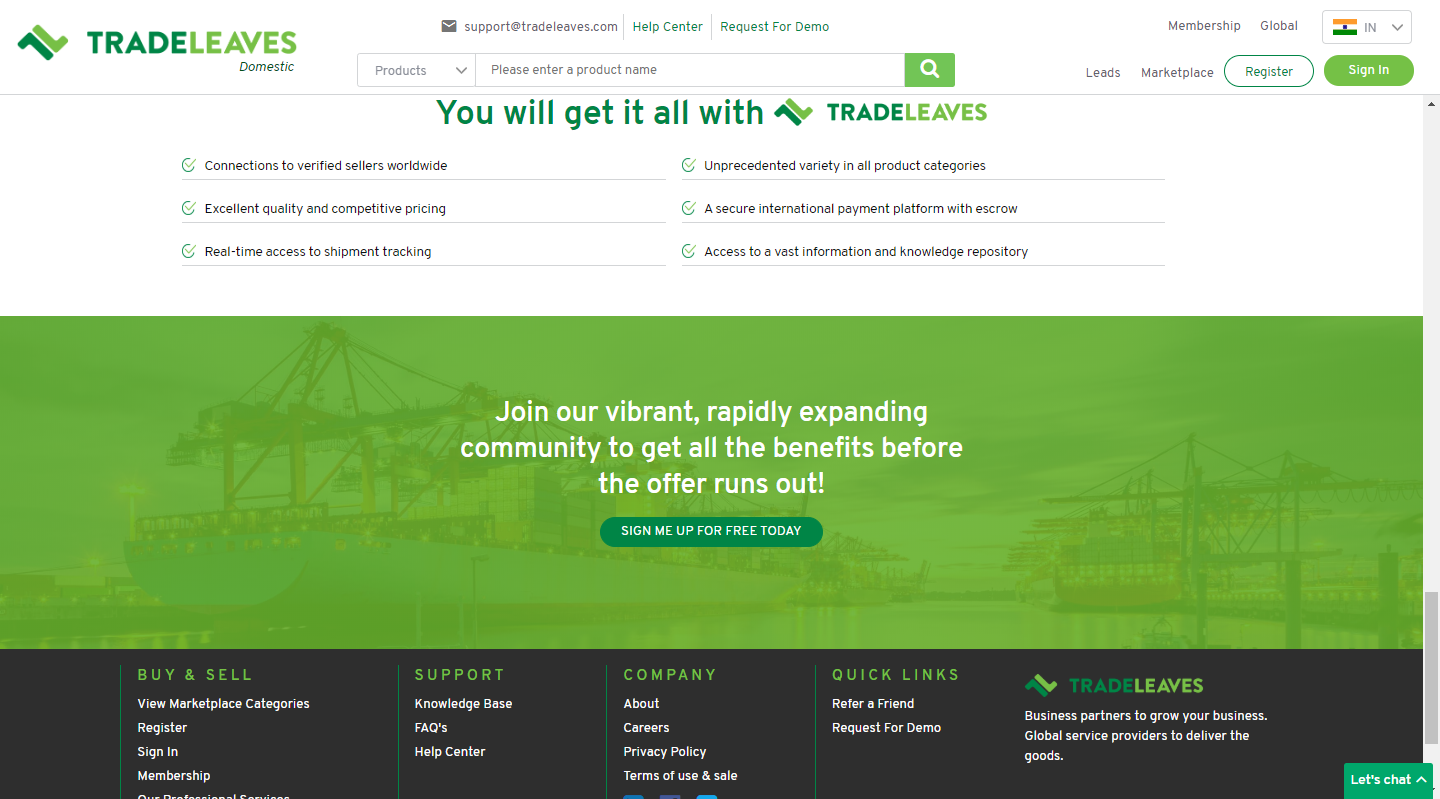 support@tradeleaves.com
Help Center
Request For Demo
Membership
Global
IN
TRADELEAVES
Domestic
Products
Please enter a product name
Leads
Marketplace
Register
Sign In
You will get it all with TRADELEAVES
Connections to verified sellers worldwide
Unprecedented variety in all product categories
Excellent quality and competitive pricing
A secure international payment platform with escrow
Real-time access to shipment tracking
Access to a vast information and knowledge repository
Join our vibrant, rapidly expanding
community to get all the benefits before
the offer runs out!
SIGN ME UP FOR FREE TODAY
BUY & SELL
View Marketplace Categories
Register
Sign In
Membership
Our Professional Services
SUPPORT
Knowledge Base
FAQ's
Help Center
COMPANY
About
Careers
Privacy Policy
Terms of use & sale
QUICK LINKS
Refer a Friend
Request For Demo
TRADELEAVES
Business partners to grow your business.
Global service providers to deliver the
goods.
Let's chat